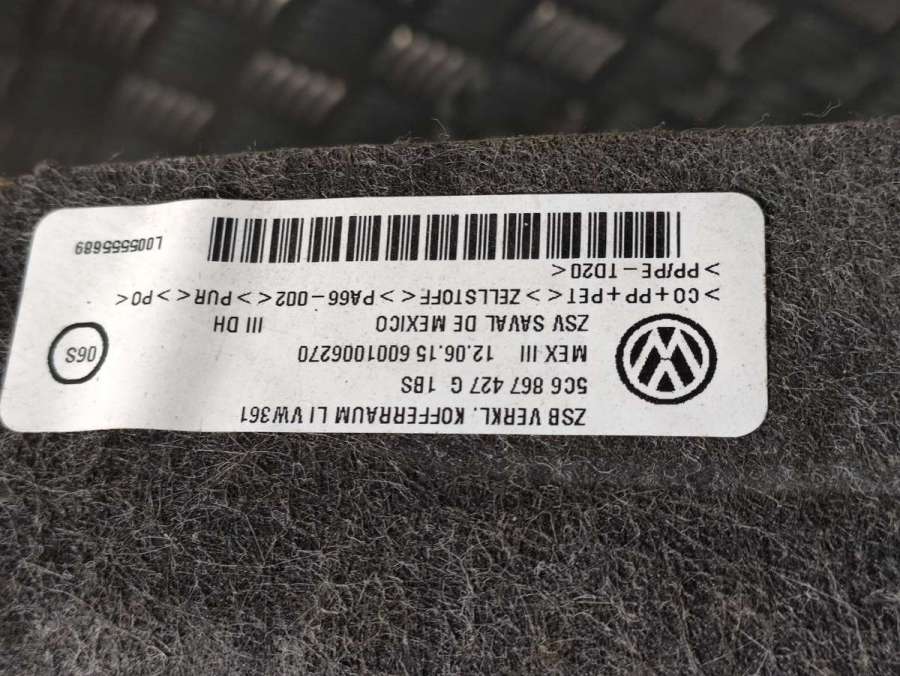 ZSB VERKL. KOFFERRAUM LI VW361
5C6 867 427 G 1BS
MEX III 12.06.15 6001006270
ZSV SAVAL DE MEXICO III DH
>CO+PP+PET< >ZELLSTOFF< >PA66-002< >PUR< >PO<
>PP/PE-TD20<
06S
L005555689